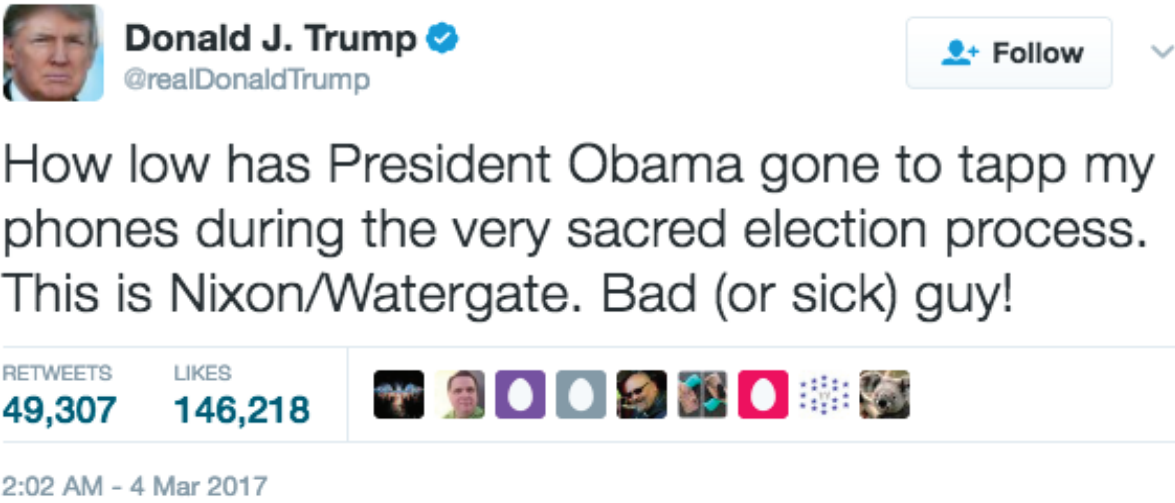 Donald J. Trump
@realDonaldTrump
Follow
How low has President Obama gone to tapp my
phones during the very sacred election process.
This is Nixon/Watergate. Bad (or sick) guy!
RETWEETS LIKES
49,307 146,218
2:02 AM - 4 Mar 2017